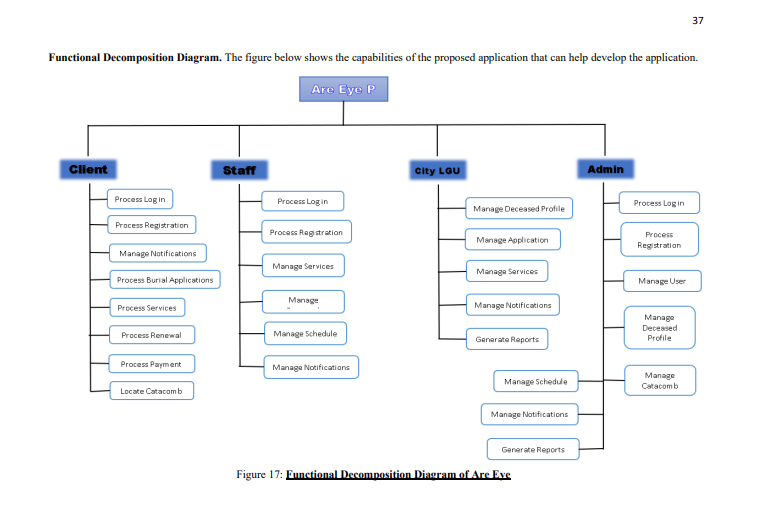 37
Functional Decomposition Diagram. The figure below shows the capabilities of the proposed application that can help develop the application.
Are Eye P
Client
Process Log in
Process Registration
Manage Notifications
Process Burial Applications
Process Services
Process Renewal
Process Payment
Locate Catacomb
Staff
Process Log in
Process Registration
Manage Services
Manage
Manage Schedule
Manage Notifications
City LGU
Manage Deceased Profile
Manage Application
Manage Services
Manage Notifications
Generate Reports
Admin
Process Log in
Process
Registration
Manage User
Manage
Deceased
Profile
Manage
Catacomb
Manage Schedule
Manage Notifications
Generate Reports
Figure 17: Functional Decomposition Diagram of Are Eye